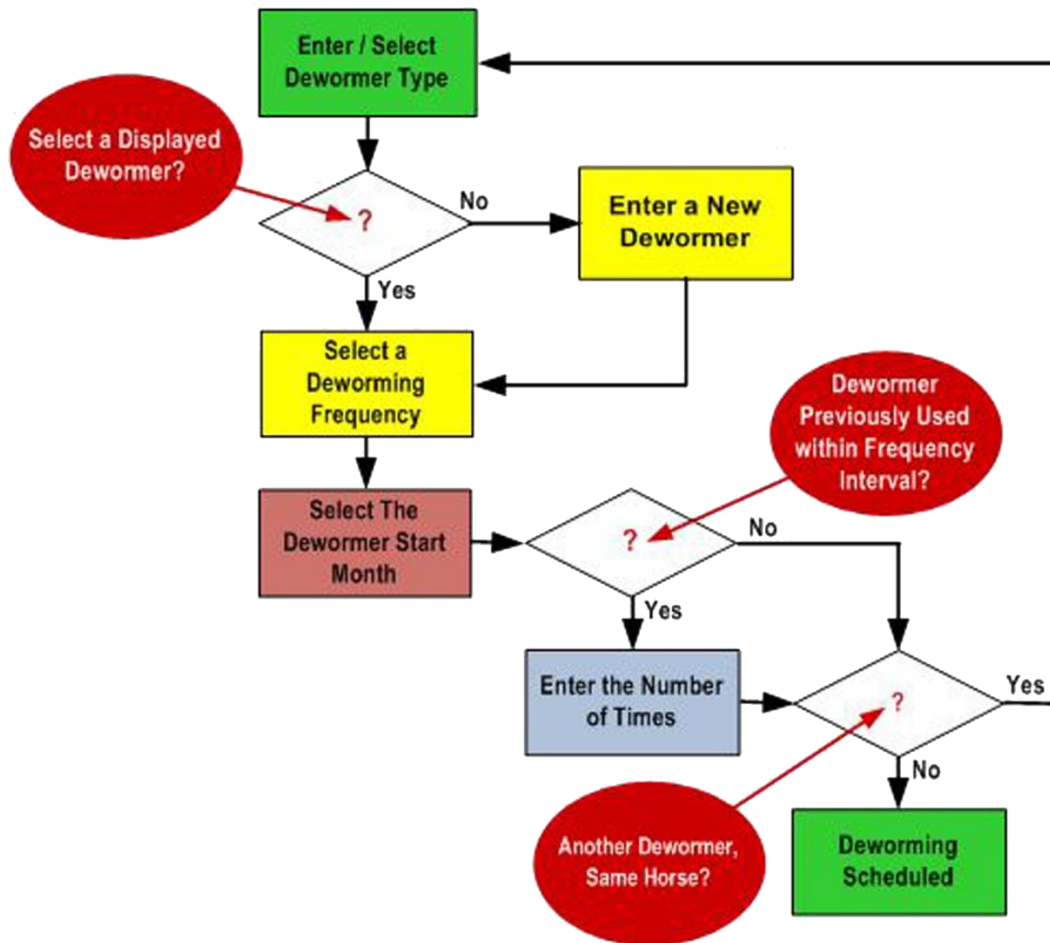 Enter / Select
Dewormer Type
Select a Displayed
Dewormer?
?
No
Enter a New
Dewormer
Yes
Select a
Deworming
Frequency
Dewormer
Previously Used
within Frequency
Interval?
Select The
Dewormer Start
Month
?
No
Yes
Enter the Number
of Times
?
Yes
No
Another Dewormer,
Same Horse?
Deworming
Scheduled